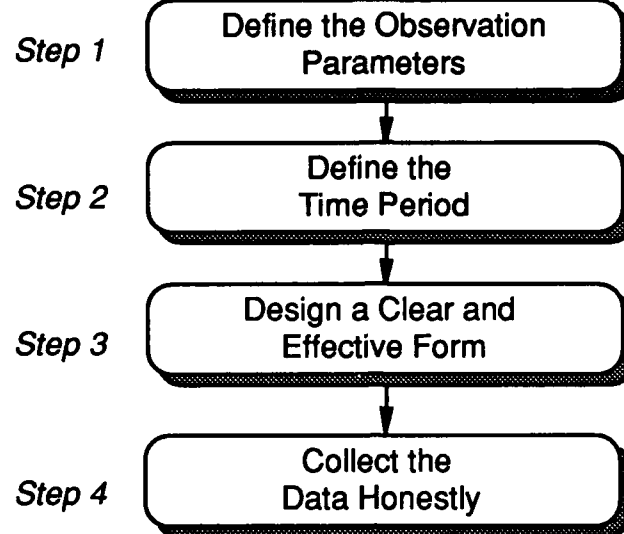 Step 1
Define the Observation
Parameters
Step 2
Define the
Time Period
Step 3
Design a Clear and
Effective Form
Step 4
Collect the
Data Honestly